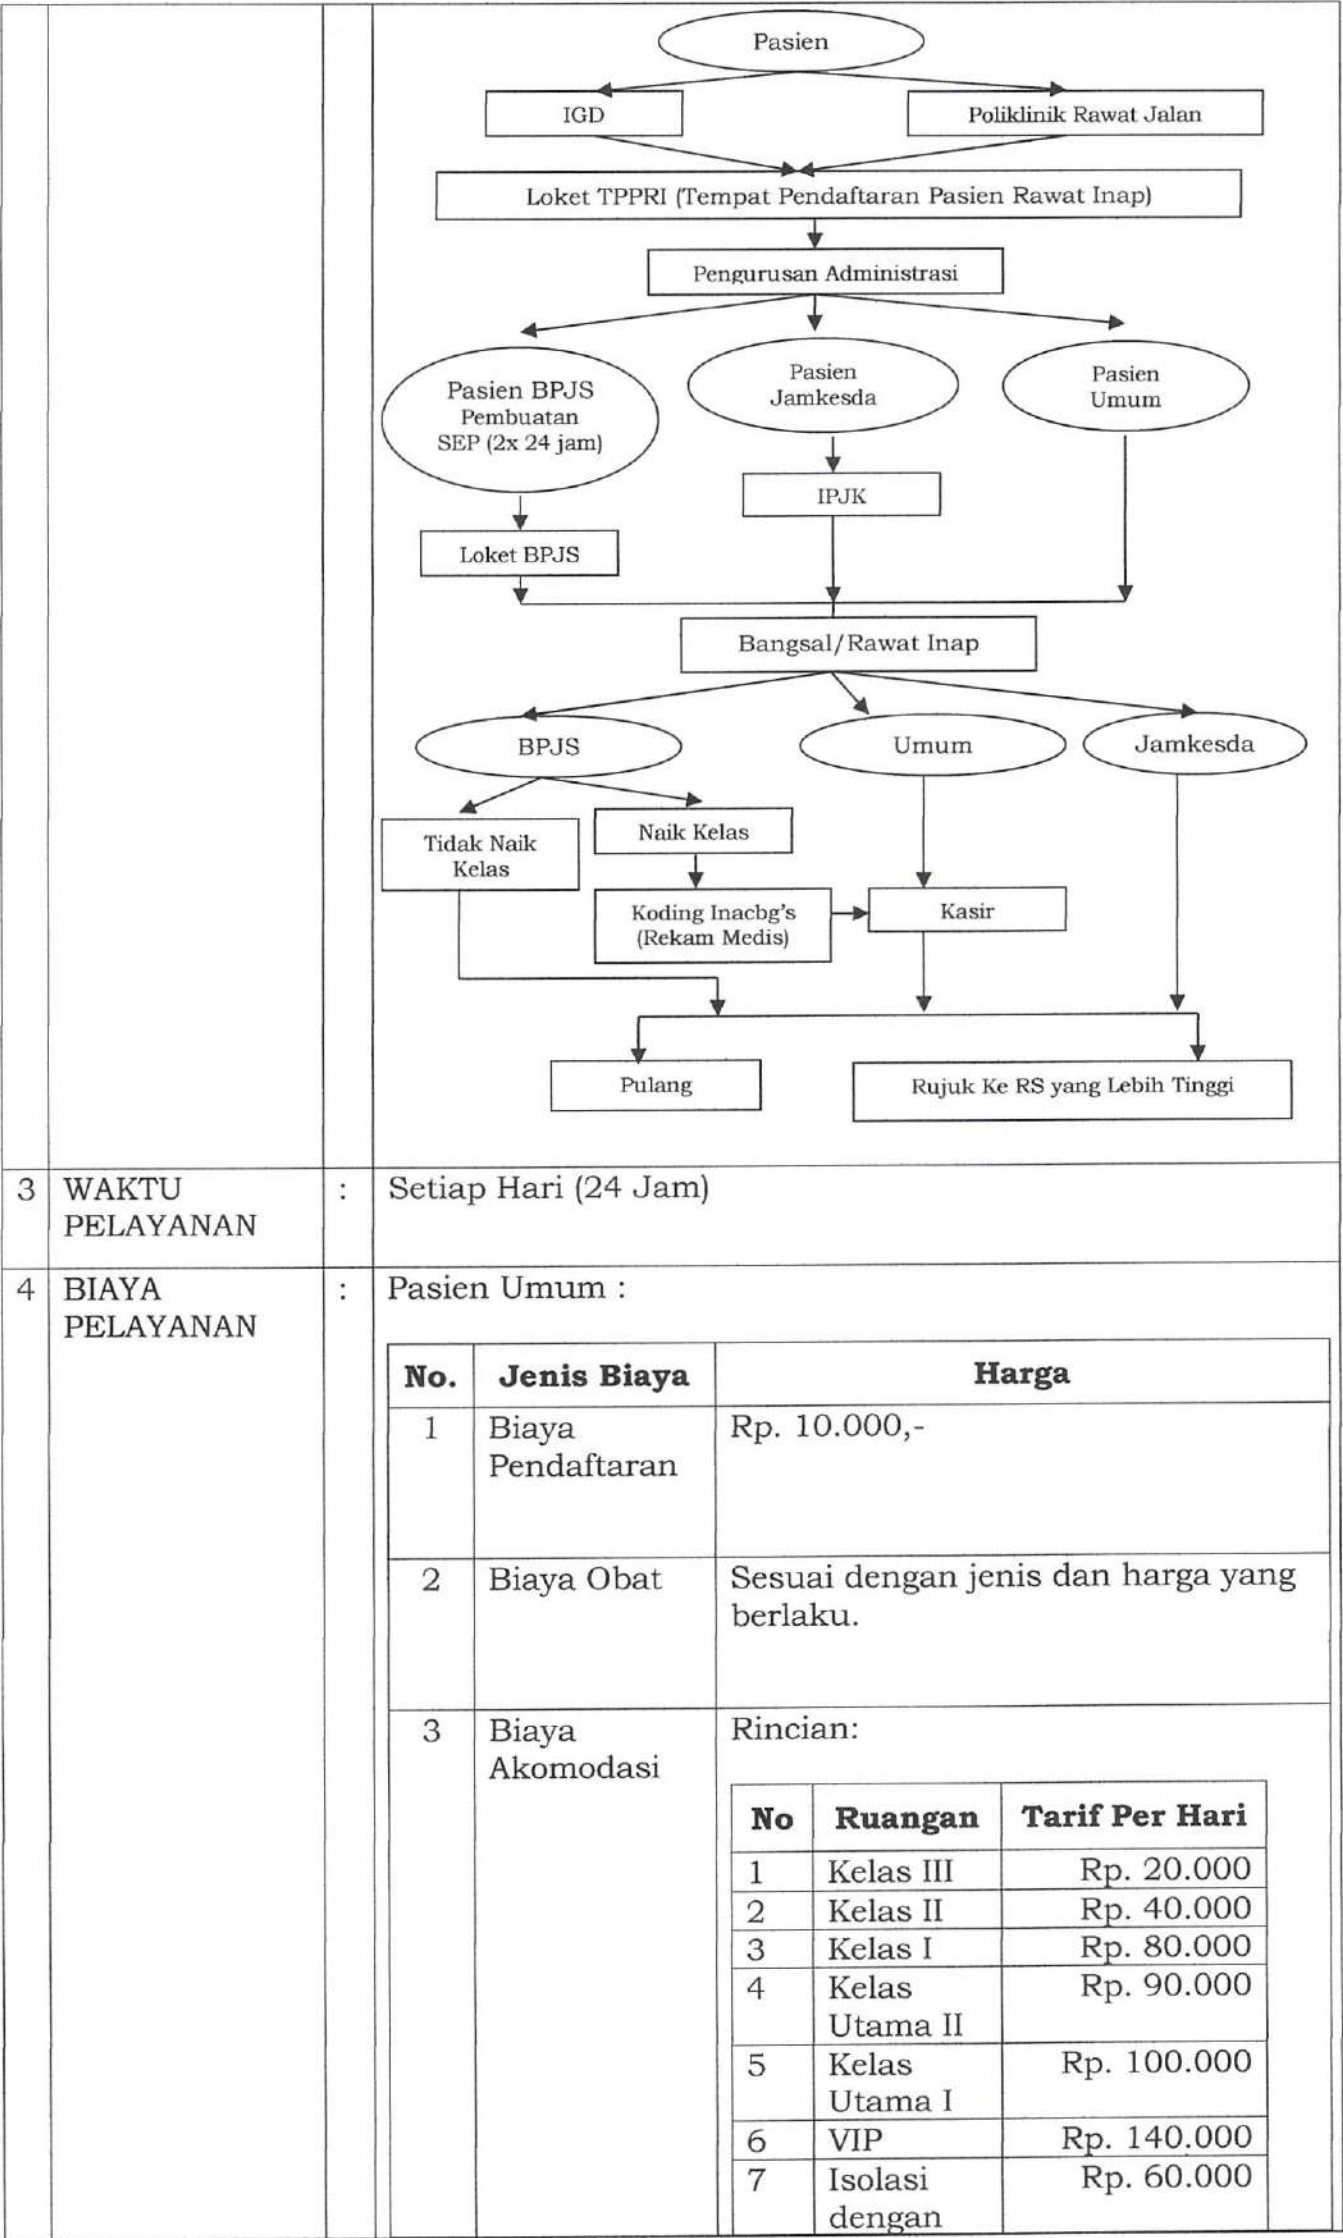 Pasien
IGD
Poliklinik Rawat Jalan
Loket TPPRI (Tempat Pendaftaran Pasien Rawat Inap)
Pengurusan Administrasi
Pasien BPJS
Pembuatan
SEP (2x 24 jam)
Pasien
Jamkesda
Pasien
Umum
IPJK
Loket BPJS
Bangsal/Rawat Inap
BPJS
Umum
Jamkesda
Tidak Naik
Kelas
Naik Kelas
Koding Inacbg's
(Rekam Medis)
Kasir
Pulang
Rujuk Ke RS yang Lebih Tinggi
3 WAKTU : Setiap Hari (24 Jam)
PELAYANAN
4 BIAYA : Pasien Umum :
PELAYANAN
No. Jenis Biaya Harga
1 Biaya Rp. 10.000,-
Pendaftaran
2 Biaya Obat Sesuai dengan jenis dan harga yang
berlaku.
3 Biaya Rincian:
Akomodasi
No Ruangan Tarif Per Hari
1 Kelas III Rp. 20.000
2 Kelas II Rp. 40.000
3 Kelas I Rp. 80.000
4 Kelas Rp. 90.000
Utama II
5 Kelas Rp. 100.000
Utama I
6 VIP Rp. 140.000
7 Isolasi Rp. 60.000
dengan